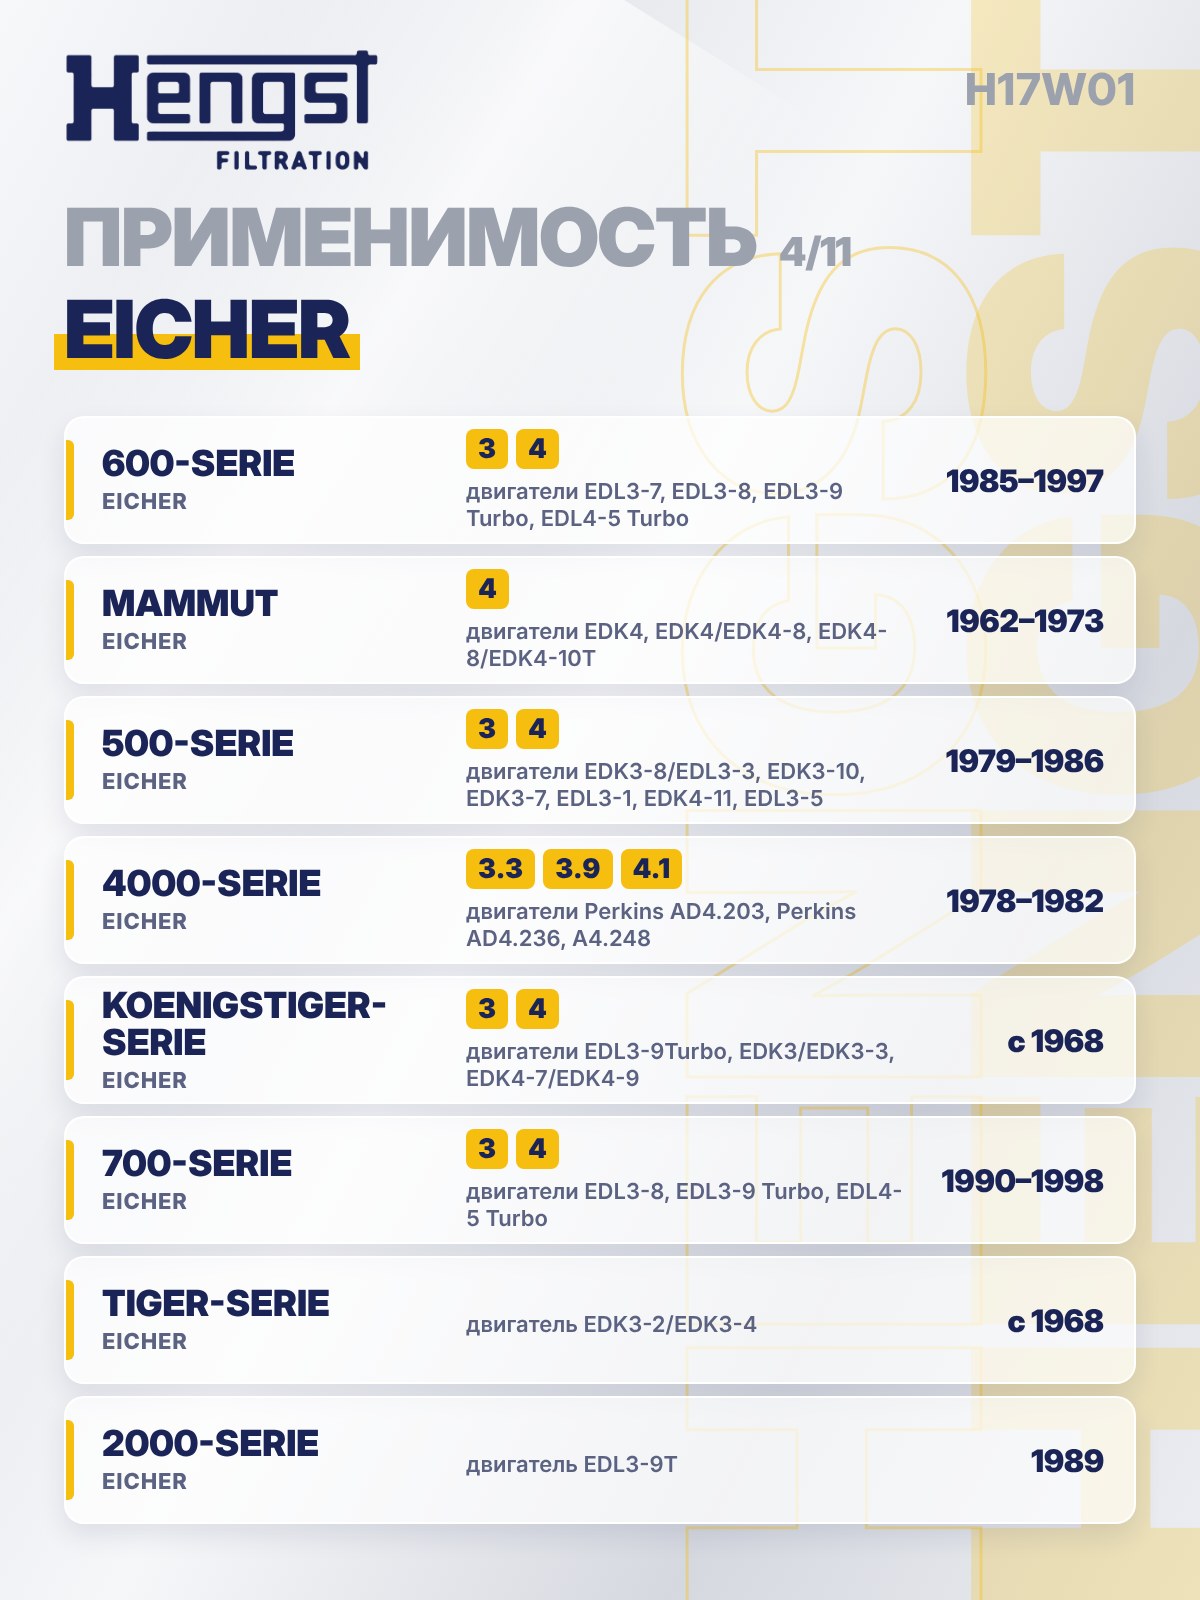 Hengst
FILTRATION
H17W01
ПРИМЕНИМОСТЬ 4/11
EICHER
600-SERIE
EICHER
3 4
двигатели EDL3-7, EDL3-8, EDL3-9
Turbo, EDL4-5 Turbo
1985–1997
MAMMUT
EICHER
4
двигатели EDK4, EDK4/EDK4-8, EDK4-
8/EDK4-10T
1962–1973
500-SERIE
EICHER
3 4
двигатели EDK3-8/EDL3-3, EDK3-10,
EDK3-7, EDL3-1, EDK4-11, EDL3-5
1979–1986
4000-SERIE
EICHER
3.3 3.9 4.1
двигатели Perkins AD4.203, Perkins
AD4.236, A4.248
1978–1982
KOENIGSTIGER-
SERIE
EICHER
3 4
двигатели EDL3-9Turbo, EDK3/EDK3-3,
EDK4-7/EDK4-9
с 1968
700-SERIE
EICHER
3 4
двигатели EDL3-8, EDL3-9 Turbo, EDL4-
5 Turbo
1990–1998
TIGER-SERIE
EICHER
двигатель EDK3-2/EDK3-4
с 1968
2000-SERIE
EICHER
двигатель EDL3-9T
1989
HENGST
HENGST